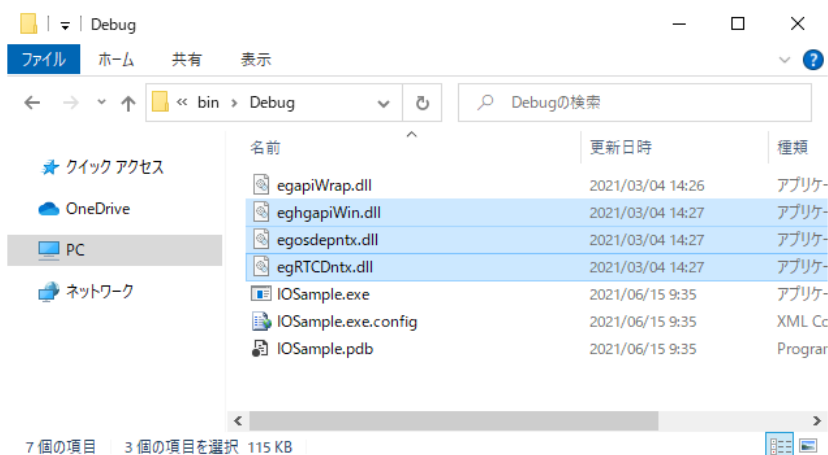 Debug
ファイル ホーム 共有 表示
« bin › Debug Debugの検索
名前 更新日時 種類
クイック アクセス
OneDrive
PC
ネットワーク
egapiWrap.dll 2021/03/04 14:26 アプリケー
eghgapiWin.dll 2021/03/04 14:27 アプリケー
egosdepntx.dll 2021/03/04 14:27 アプリケー
egRTCDntx.dll 2021/03/04 14:27 アプリケー
IOSample.exe 2021/06/15 9:35 アプリケー
IOSample.exe.config 2021/06/15 9:35 XML Co
IOSample.pdb 2021/06/15 9:35 Program
7 個の項目 3 個の項目を選択 115 KB